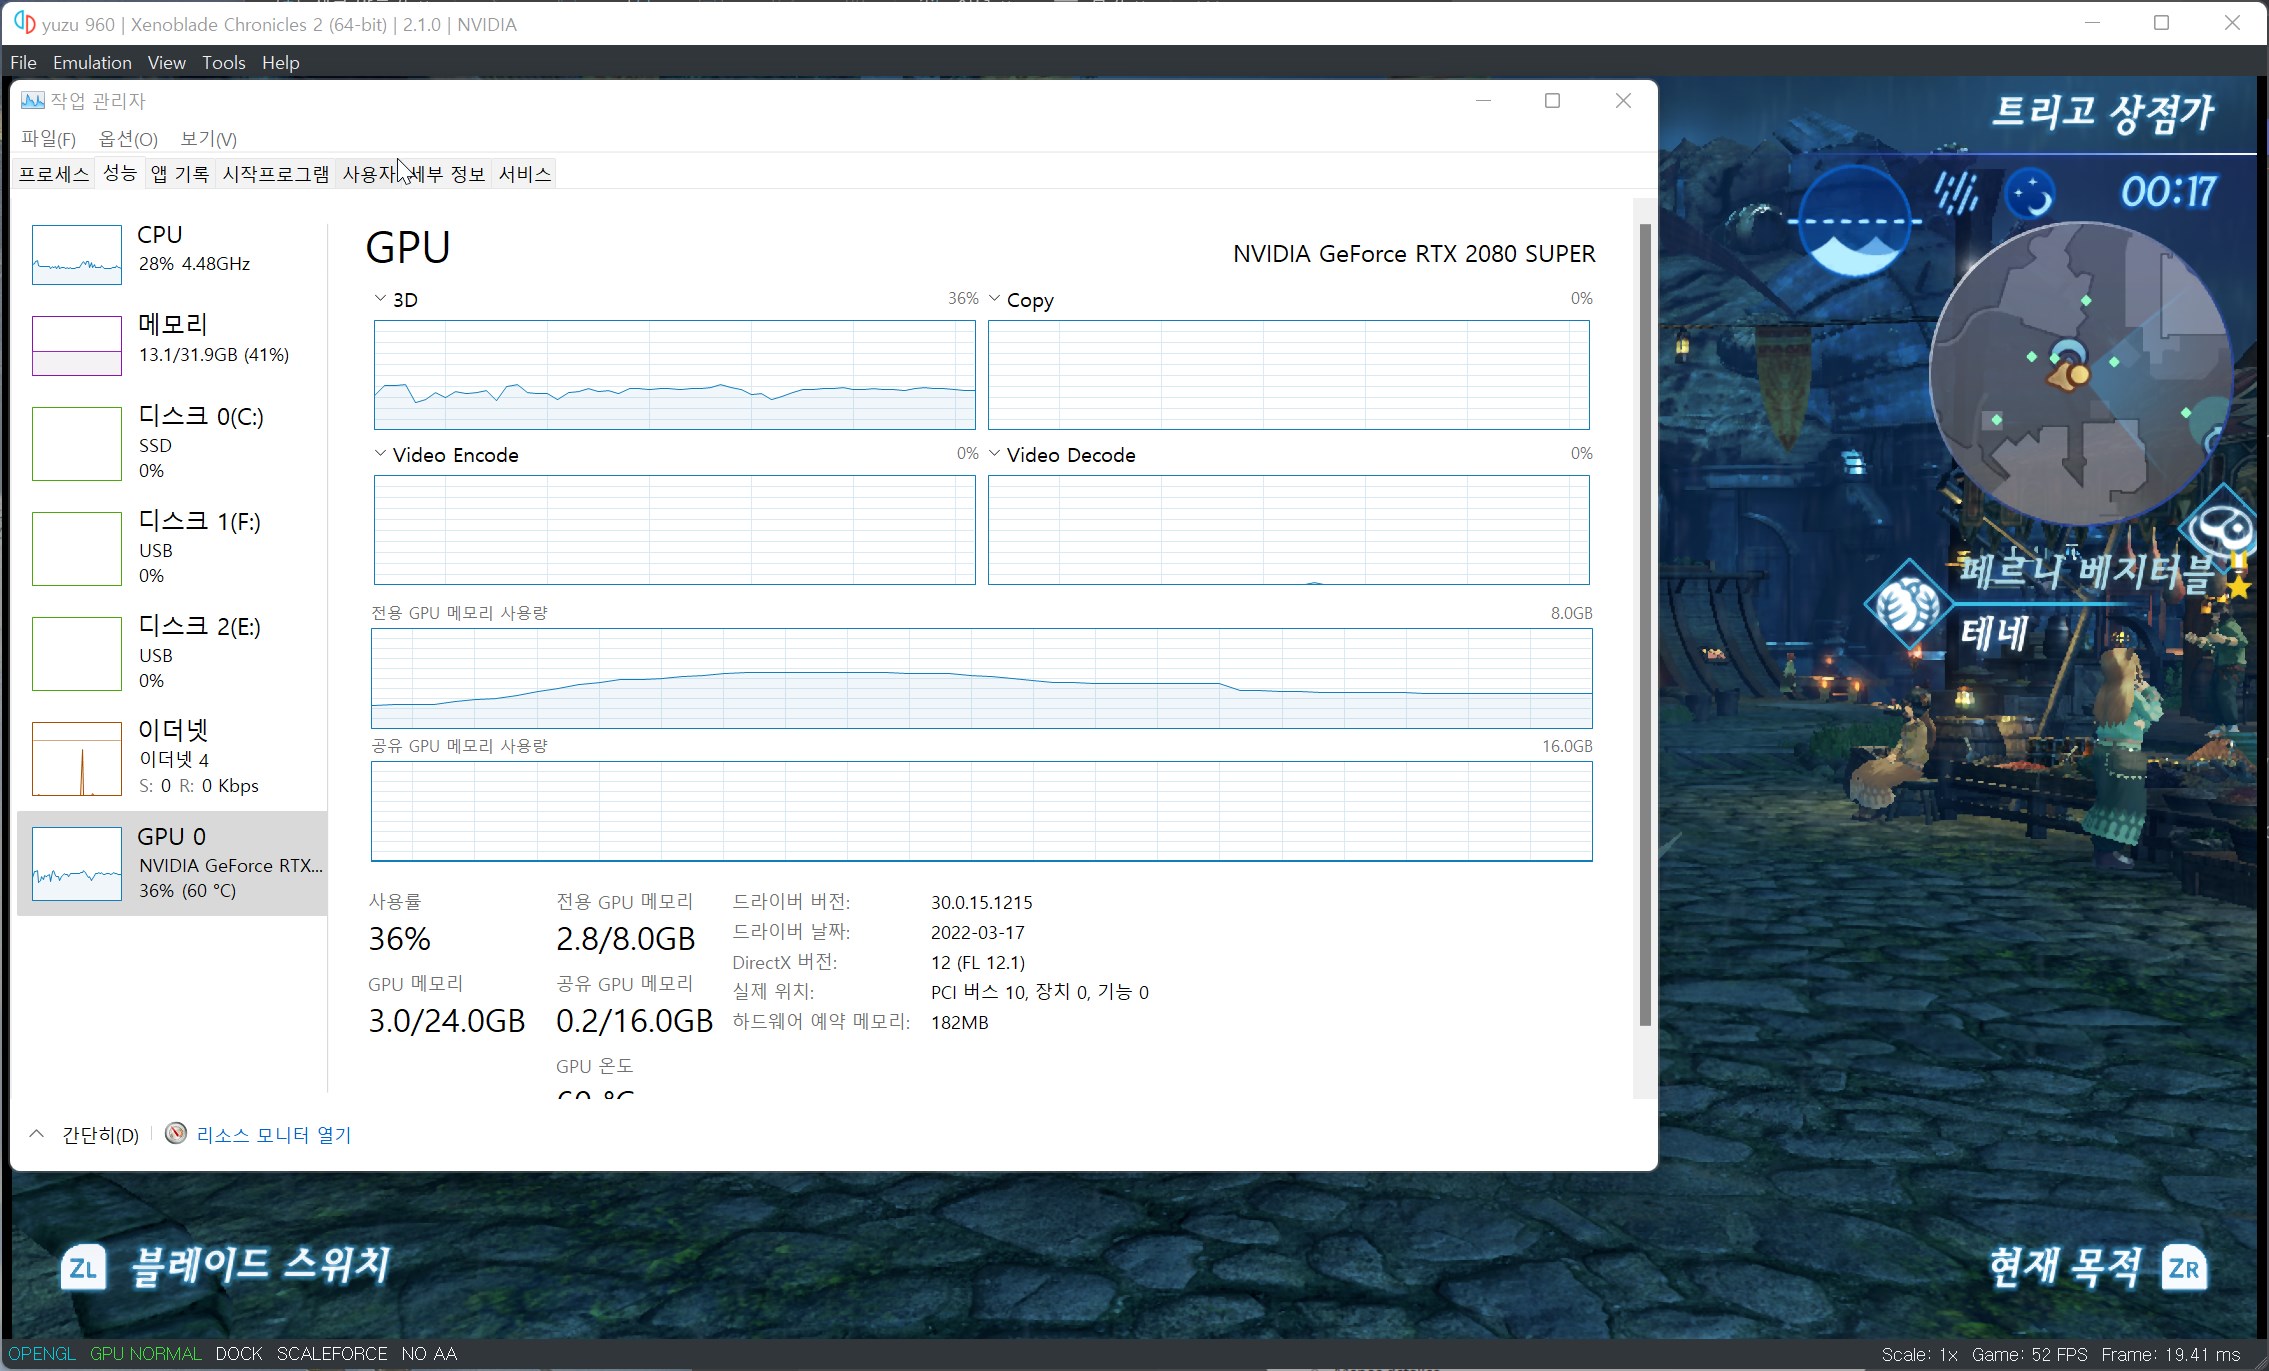 yuzu 960 | Xenoblade Chronicles 2 (64-bit) | 2.1.0 | NVIDIA
File Emulation View Tools Help
작업 관리자
파일(F) 옵션(O) 보기(V)
프로세스 성능 앱 기록 시작프로그램 사용자 세부 정보 서비스
CPU
28% 4.48GHz
메모리
13.1/31.9GB (41%)
디스크 0(C:)
SSD
0%
디스크 1(F:)
USB
0%
디스크 2(E:)
USB
0%
이더넷
이더넷 4
S: 0 R: 0 Kbps
GPU 0
NVIDIA GeForce RTX...
36% (60 °C)
GPU
NVIDIA GeForce RTX 2080 SUPER
3D 36%
Copy 0%
Video Encode 0%
Video Decode 0%
전용 GPU 메모리 사용량 8.0GB
공유 GPU 메모리 사용량 16.0GB
사용률
36%
전용 GPU 메모리
2.8/8.0GB
GPU 메모리
3.0/24.0GB
공유 GPU 메모리
0.2/16.0GB
GPU 온도
60 °C
드라이버 버전: 30.0.15.1215
드라이버 날짜: 2022-03-17
DirectX 버전: 12 (FL 12.1)
실제 위치: PCI 버스 10, 장치 0, 기능 0
하드웨어 예약 메모리: 182MB
간단히(D)
리소스 모니터 열기
트리고 상점가
00:17
페르니 베지터블
테네
ZL 블레이드 스위치
현재 목적 ZR
OPENGL GPU NORMAL DOCK SCALEFORCE NO AA
Scale: 1x Game: 52 FPS Frame: 19.41 ms